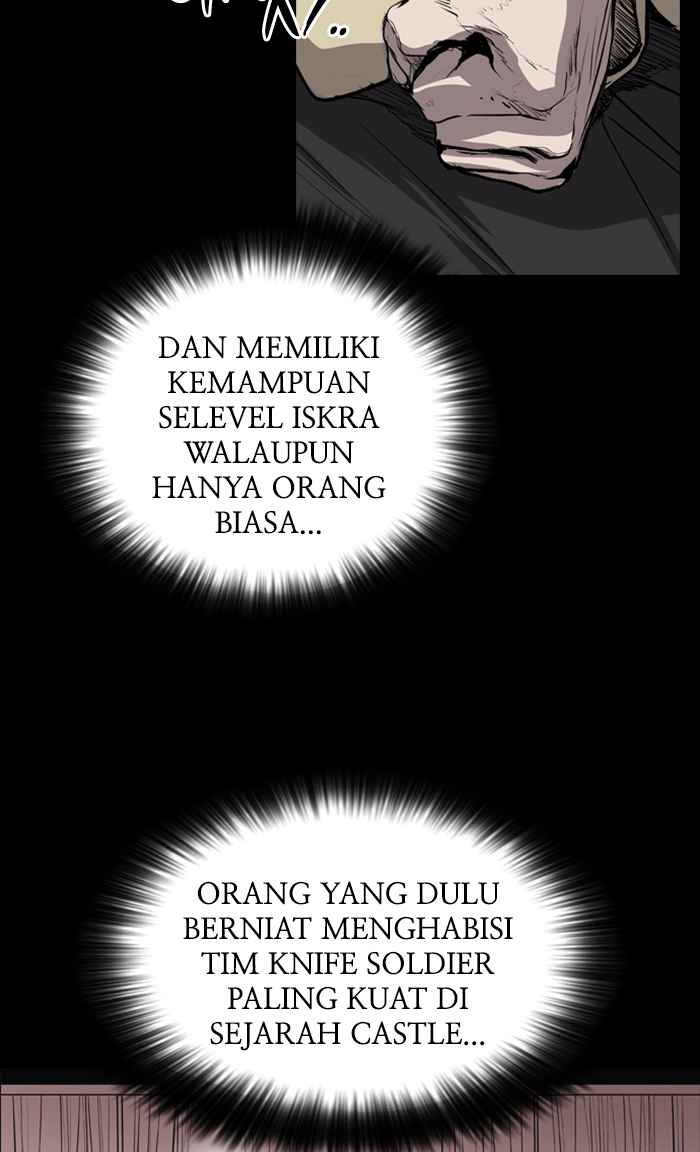 DAN MEMILIKI
KEMAMPUAN
SELEVEL ISKRA
WALAUPUN
HANYA ORANG
BIASA...
ORANG YANG DULU
BERNIAT MENGHABISI
TIM KNIFE SOLDIER
PALING KUAT DI
SEJARAH CASTLE...